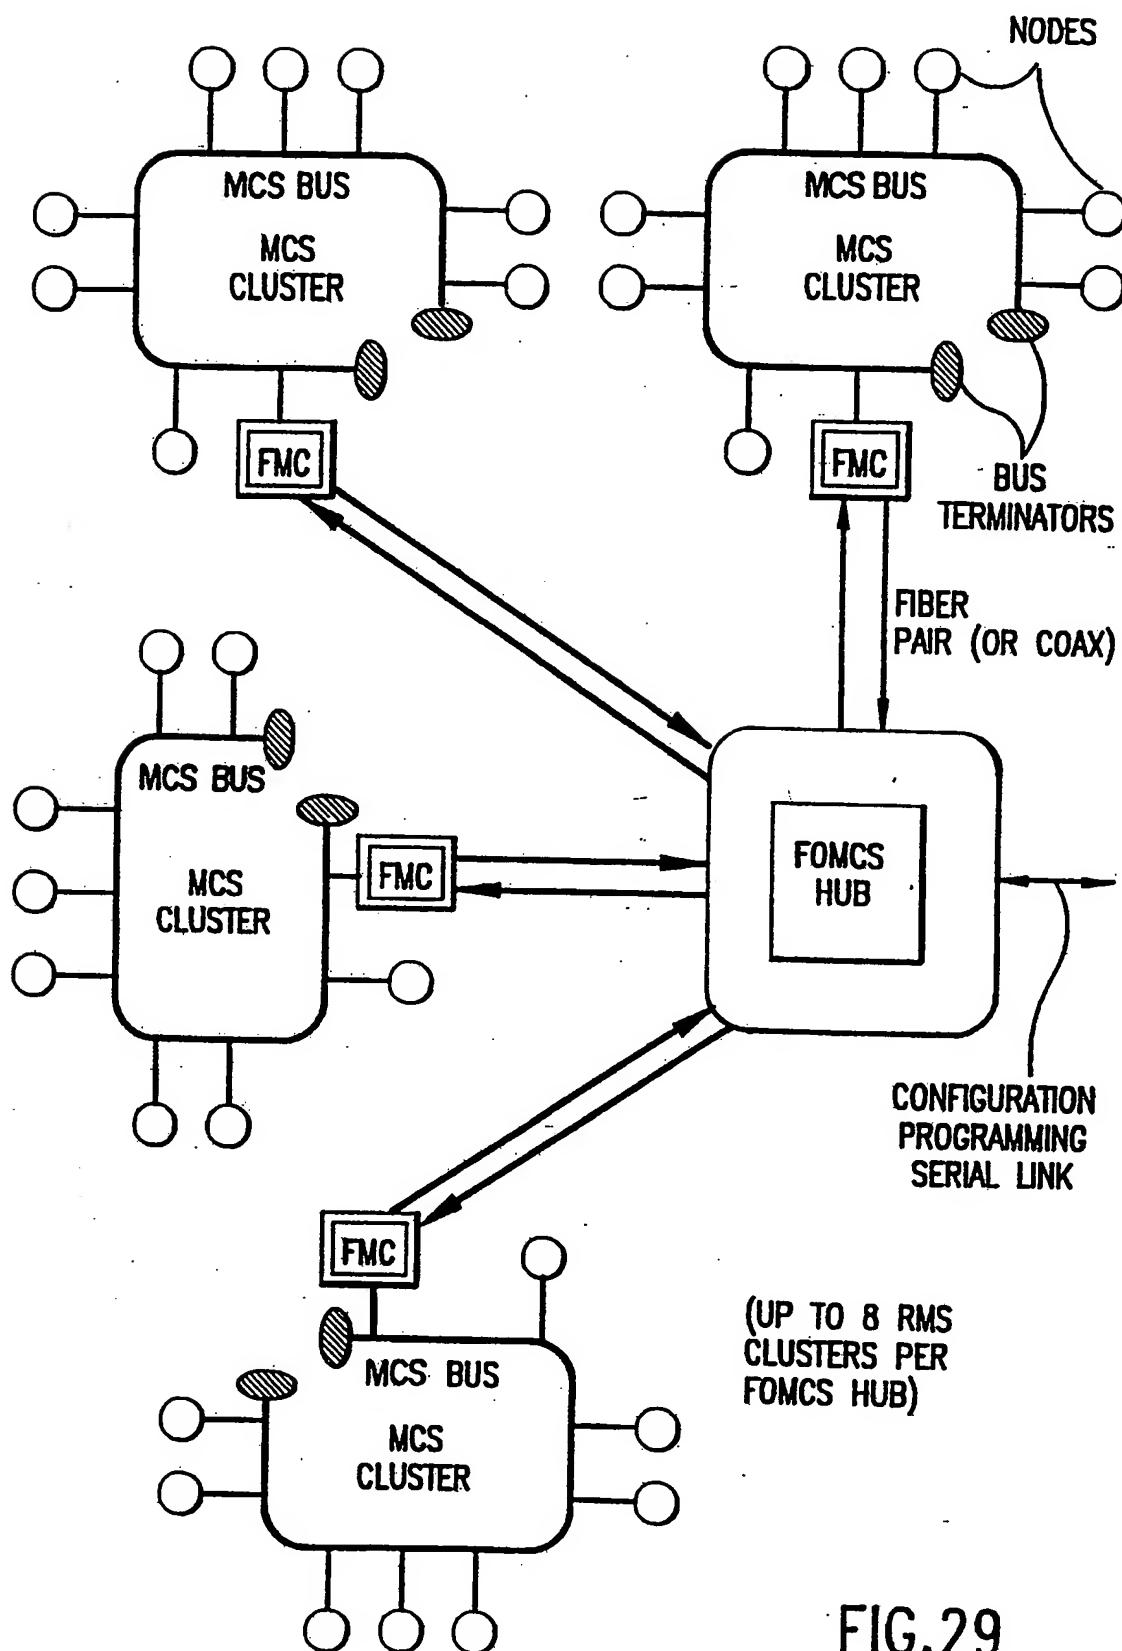 NODES
MCS BUS
MCS
CLUSTER
MCS BUS
MCS
CLUSTER
FMC
FMC
BUS
TERMINATORS
FIBER
PAIR (OR COAX)
MCS BUS
MCS
CLUSTER
FMC
FOMCS
HUB
CONFIGURATION
PROGRAMMING
SERIAL LINK
FMC
MCS BUS
MCS
CLUSTER
(UP TO 8 RMS
CLUSTERS PER
FOMCS HUB)
FIG.29